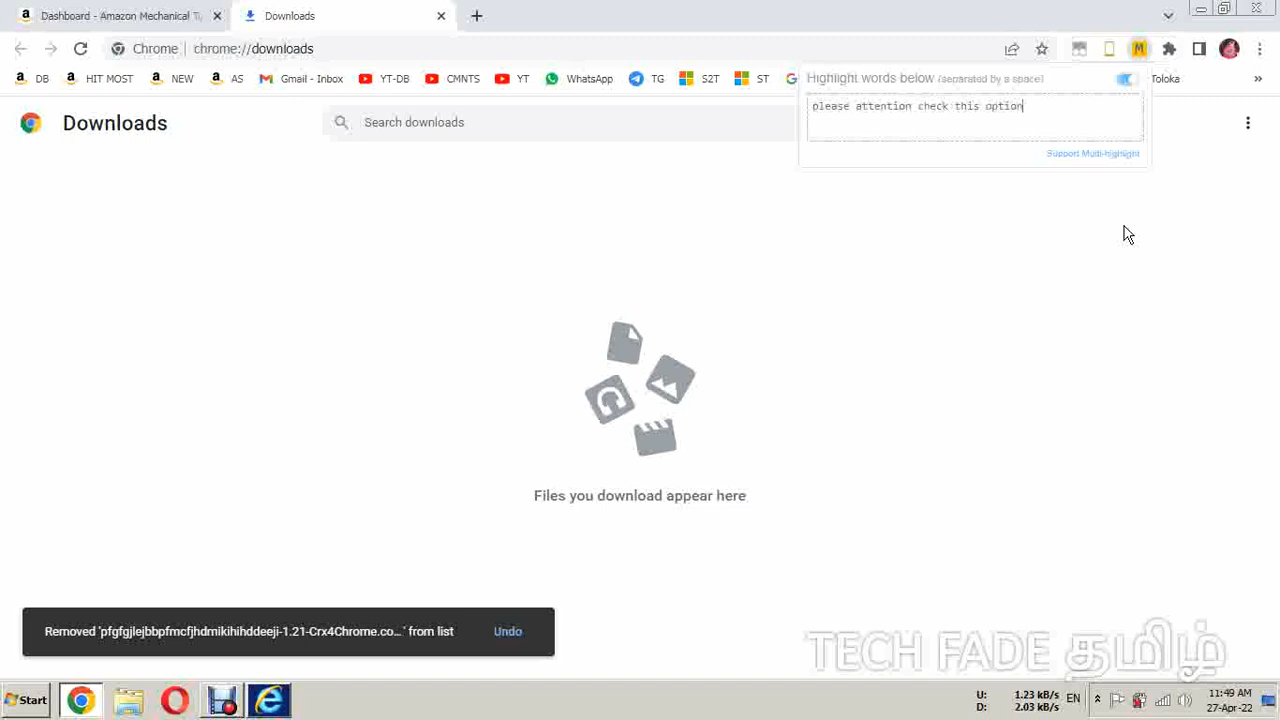 Dashboard - Amazon Mechanical Tu
Downloads
Chrome | chrome://downloads
DB
HIT MOST
NEW
AS
Gmail - Inbox
YT-DB
CMNTS
YT
WhatsApp
TG
S2T
ST
Toloka
»
Highlight words below (separated by a space)
please attention check this option
Support Multi-highlight
Downloads
Search downloads
Files you download appear here
Removed 'pfgfgjlejbbpfmcfjhdmikihihddeeji-1.21-Crx4Chrome.co...' from list
Undo
TECH FADE தமிழ்
Start
U: 1.23 kB/s
D: 2.03 kB/s
EN
11:49 AM
27-Apr-22